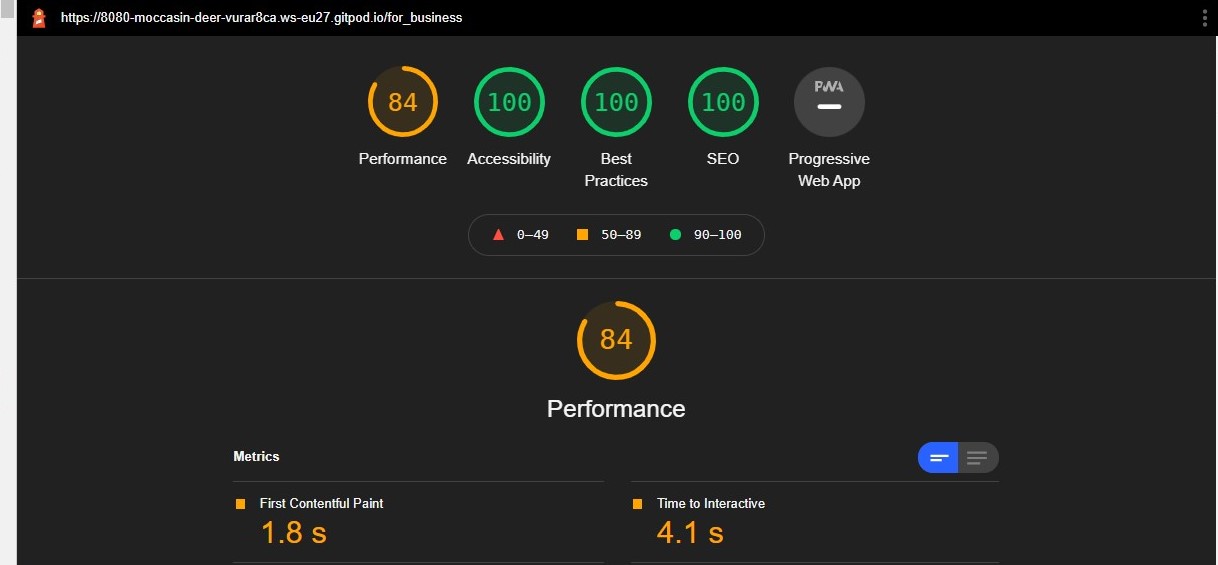 https://8080-moccasin-deer-vurar8ca.ws-eu27.gitpod.io/for_business
84 100 100 100 PWA
Performance Accessibility Best Practices SEO Progressive Web App
0–49 50–89 90–100
84
Performance
Metrics
First Contentful Paint Time to Interactive
1.8 s 4.1 s